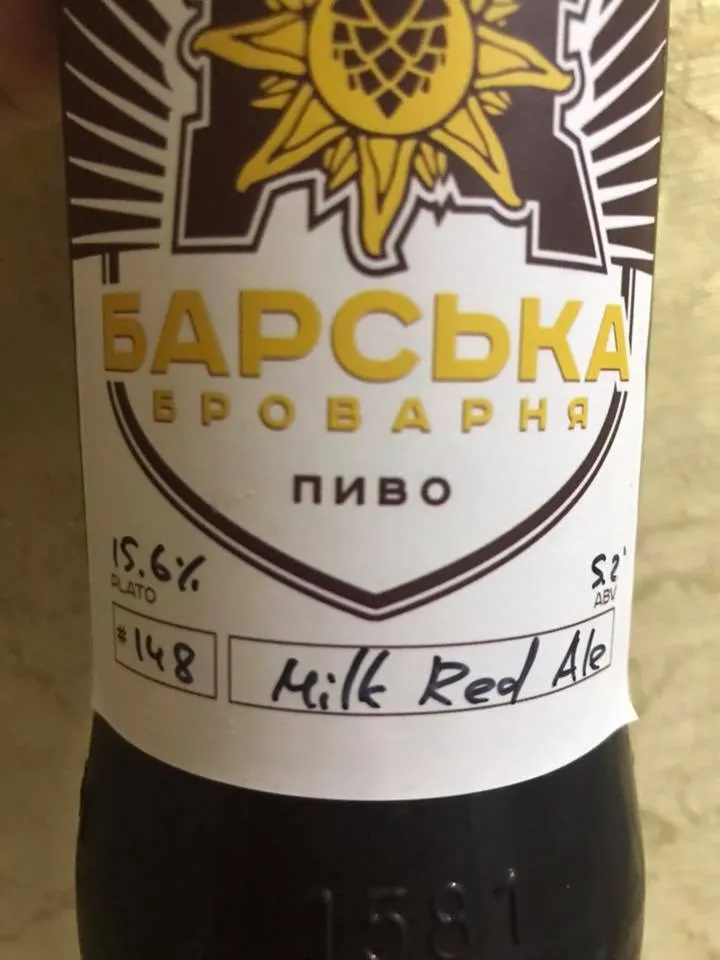 БАРСЬКА
БРОВАРНЯ
ПИВО
15.6% 5.2
PLATO ABV
#148 Milk Red Ale
1581